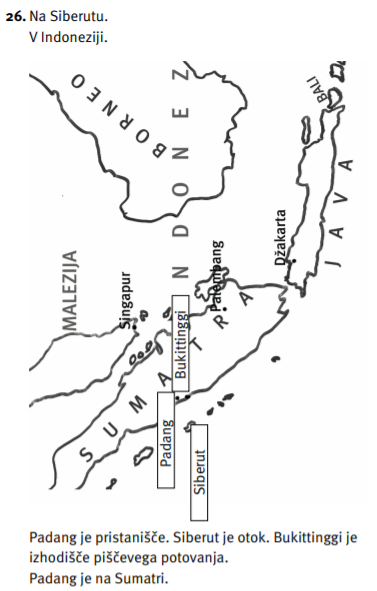 26. Na Siberutu.
V Indoneziji.
BORNEO
INDONEZ
BALI
JAVA
MALEZIJA
Singapur
Džakarta
Palembang
Bukittinggi
SUMATRA
Padang
Siberut
Padang je pristanišče. Siberut je otok. Bukittinggi je
izhodišče piščevega potovanja.
Padang je na Sumatri.